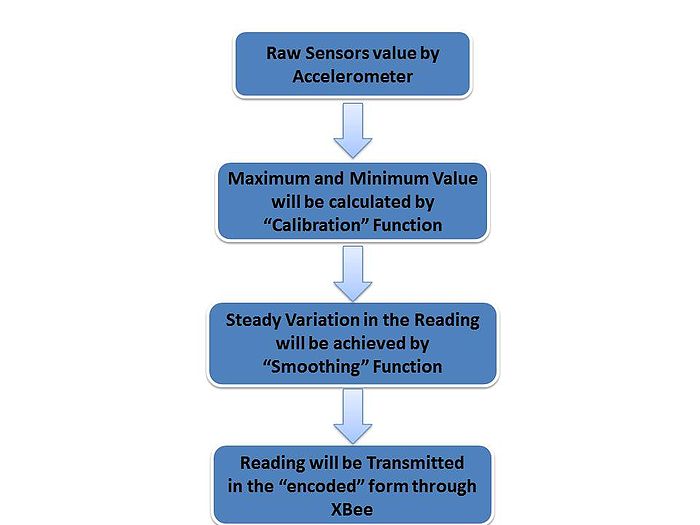 Raw Sensors value by
Accelerometer
Maximum and Minimum Value
will be calculated by
“Calibration” Function
Steady Variation in the Reading
will be achieved by
“Smoothing” Function
Reading will be Transmitted
in the “encoded” form through
XBee